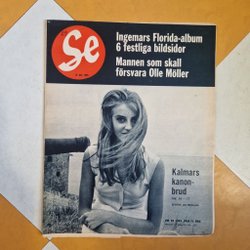 Se
Ingemars Florida-album
6 festliga bildsidor
Mannen som skall
försvara Olle Möller
Kalmars
kanon-
brud